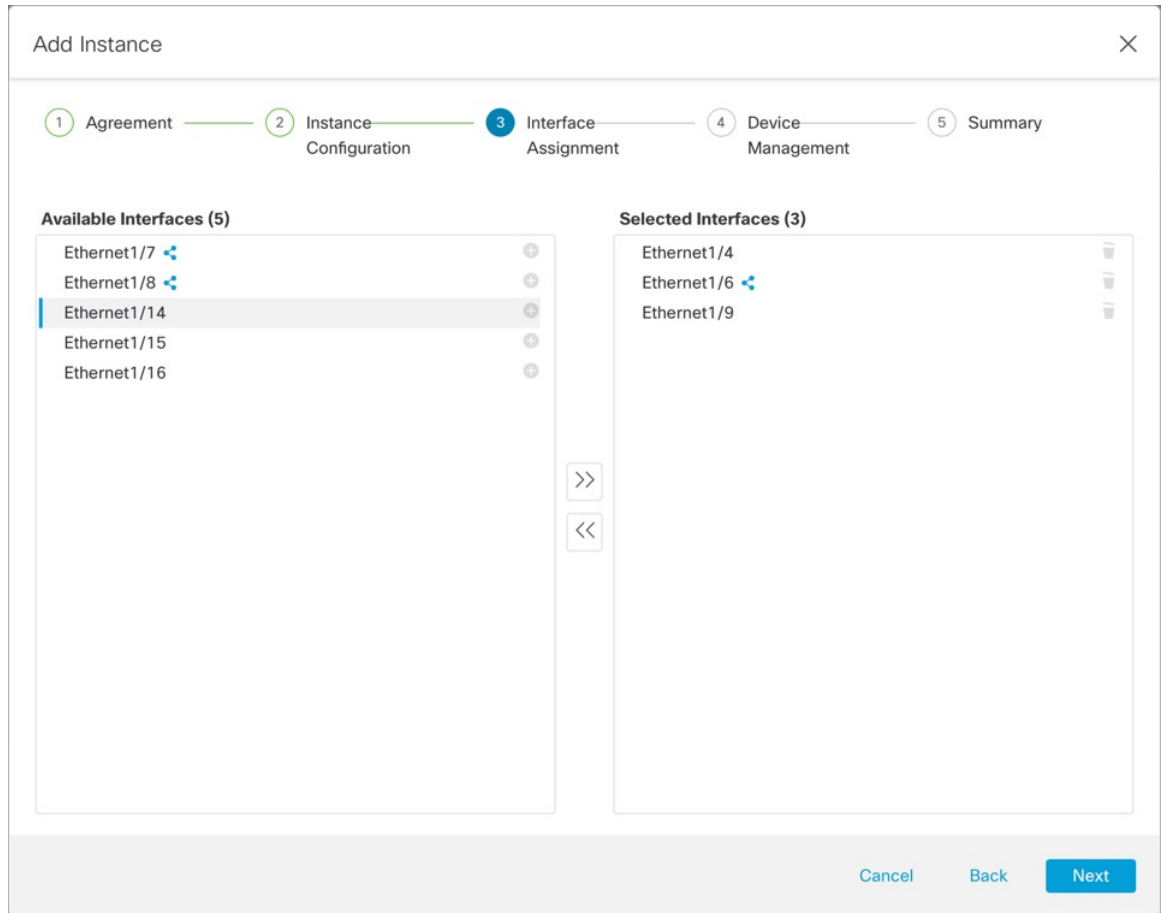 Add Instance
1 Agreement
2 Instance Configuration
3 Interface Assignment
4 Device Management
5 Summary
Available Interfaces (5)
Ethernet1/7
Ethernet1/8
Ethernet1/14
Ethernet1/15
Ethernet1/16
>>
<<
Selected Interfaces (3)
Ethernet1/4
Ethernet1/6
Ethernet1/9
Cancel
Back
Next